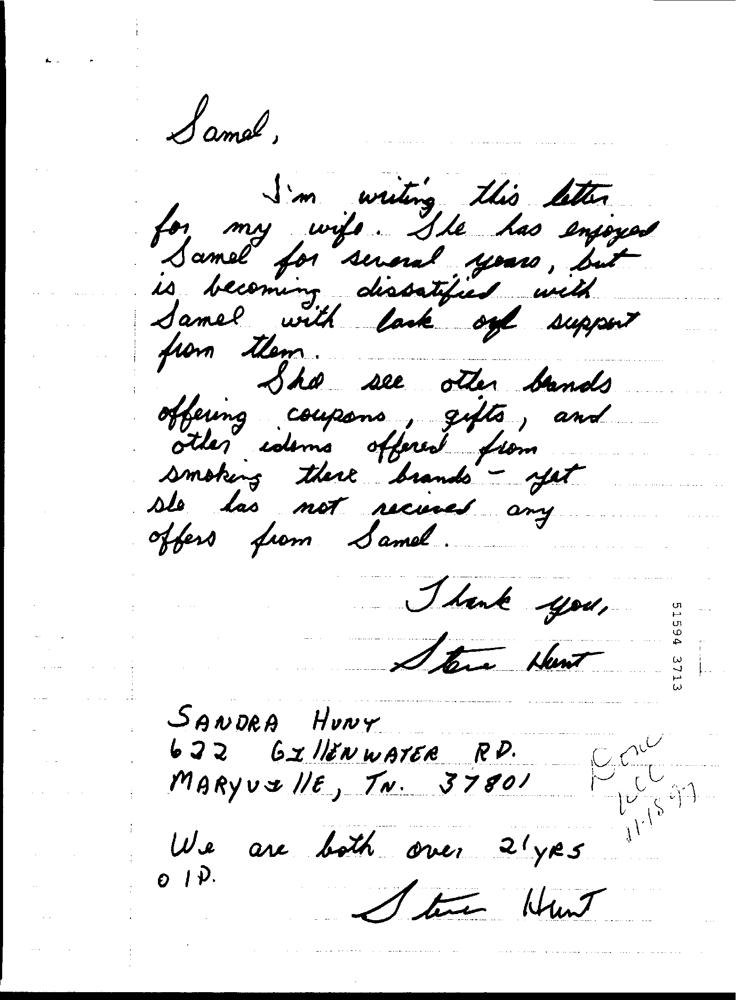 Samel,
I'm writing this letter
for my wife. She has enjoyed
Samel for several years, but
is becoming dissatified with
Samel with lack of support
from them.
She see other brands
offering coupons, gifts, and
other idems offered from
smoking there brands - yet
she has not recieved any
offers from Samel.
Thank you,
Steve Hunt
51594 3713
SANDRA HUNT
622 GIllENWATER RD.
MARYVIllE, TN. 37801
Done
11-18-97
We are both over 21 yRS
OlD.
Steve Hunt